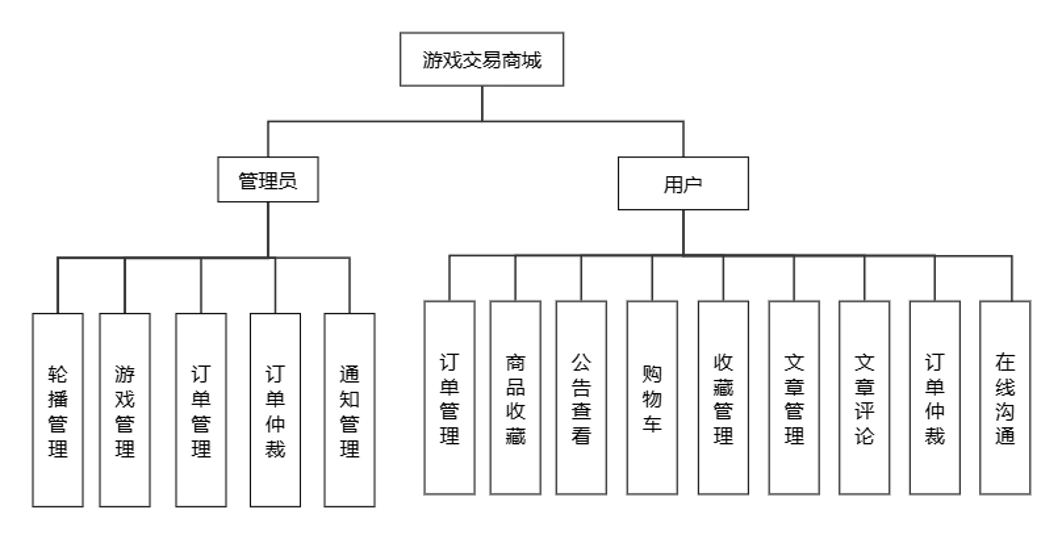 游戏交易商城
管理员
用户
轮播管理
游戏管理
订单管理
订单仲裁
通知管理
订单管理
商品收藏
公告查看
购物车
收藏管理
文章管理
文章评论
订单仲裁
在线沟通